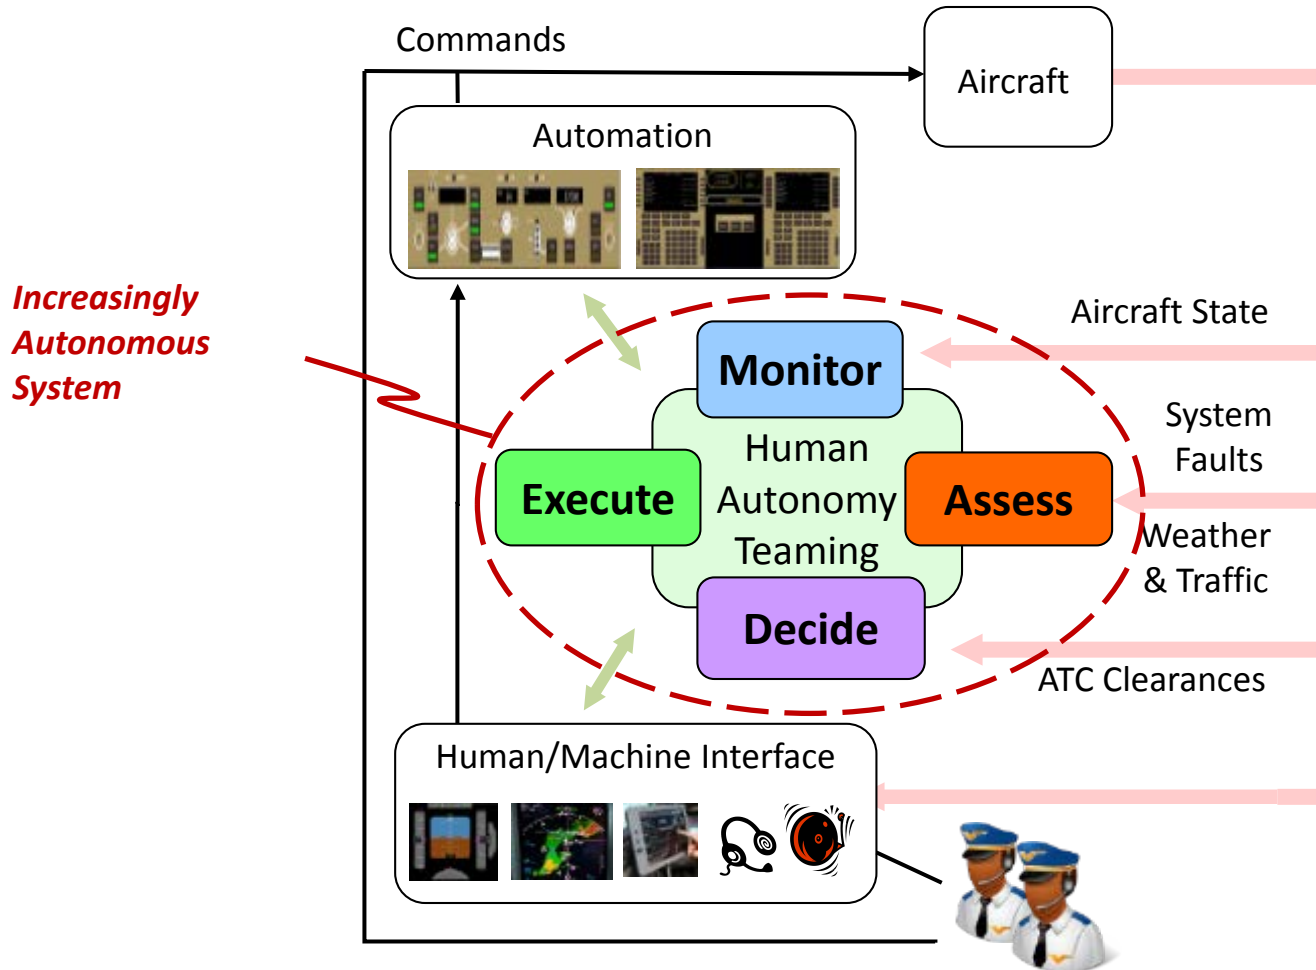 Commands
Aircraft
Automation
Increasingly
Autonomous
System
Aircraft State
Monitor
System
Faults
Human
Autonomy
Teaming
Execute
Assess
Weather
& Traffic
Decide
ATC Clearances
Human/Machine Interface